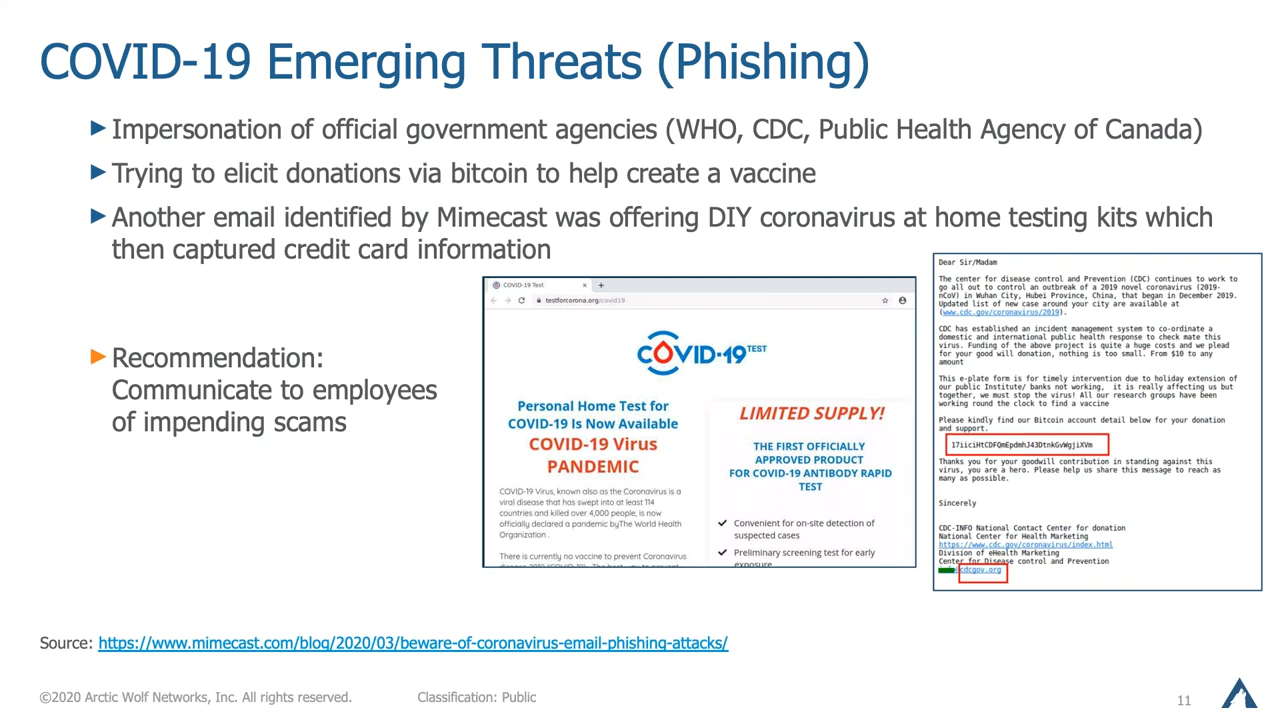 COVID-19 Emerging Threats (Phishing)
Impersonation of official government agencies (WHO, CDC, Public Health Agency of Canada)
Trying to elicit donations via bitcoin to help create a vaccine
Another email identified by Mimecast was offering DIY coronavirus at home testing kits which
then captured credit card information
Recommendation:
Communicate to employees
of impending scams
COVID-19 Test
testforcorona.org/covid19
COVID-19 TEST
Personal Home Test for
COVID-19 Is Now Available
COVID-19 Virus
PANDEMIC
COVID-19 Virus, known also as the Coronavirus is a
viral disease that has swept into at least 114
countries and killed over 4,000 people, is now
officially declared a pandemic byThe World Health
Organization .
There is currently no vaccine to prevent Coronavirus
LIMITED SUPPLY!
THE FIRST OFFICIALLY
APPROVED PRODUCT
FOR COVID-19 ANTIBODY RAPID
TEST
Convenient for on-site detection of
suspected cases
Preliminary screening test for early
exposure
Dear Sir/Madam
The center for disease control and Prevention (CDC) continues to work to
go all out to control an outbreak of a 2019 novel coronavirus (2019-
nCoV) in Wuhan City, Hubei Province, China, that began in December 2019.
Updated list of new case around your city are available at
(www.cdc.gov/coronavirus/2019).
CDC has established an incident management system to co-ordinate a
domestic and international public health response to check mate this
virus. Funding of the above project is quite a huge costs and we plead
for your good will donation, nothing is too small. From $10 to any
amount
This e-plate form is for timely intervention due to holiday extension of
our public Institute/ banks not working, it is really affecting us but
together, we must stop the virus! All our research groups have been
working round the clock to find a vaccine
Please kindly find our Bitcoin account detail below for your donation
and support.
17iiciHtCDFQmEpdmhJ43DtnkGvWgjiXVm
Thanks you for your goodwill contribution in standing against this
virus, you are a hero. Please help us share this message to reach as
many as possible.
Sincerely
CDC-INFO National Contact Center for donation
National Center for Health Marketing
https://www.cdc.gov/coronavirus/index.html
Division of eHealth Marketing
Center for Disease control and Prevention
cdcgov.org
Source: https://www.mimecast.com/blog/2020/03/beware-of-coronavirus-email-phishing-attacks/
©2020 Arctic Wolf Networks, Inc. All rights reserved.
Classification: Public
11